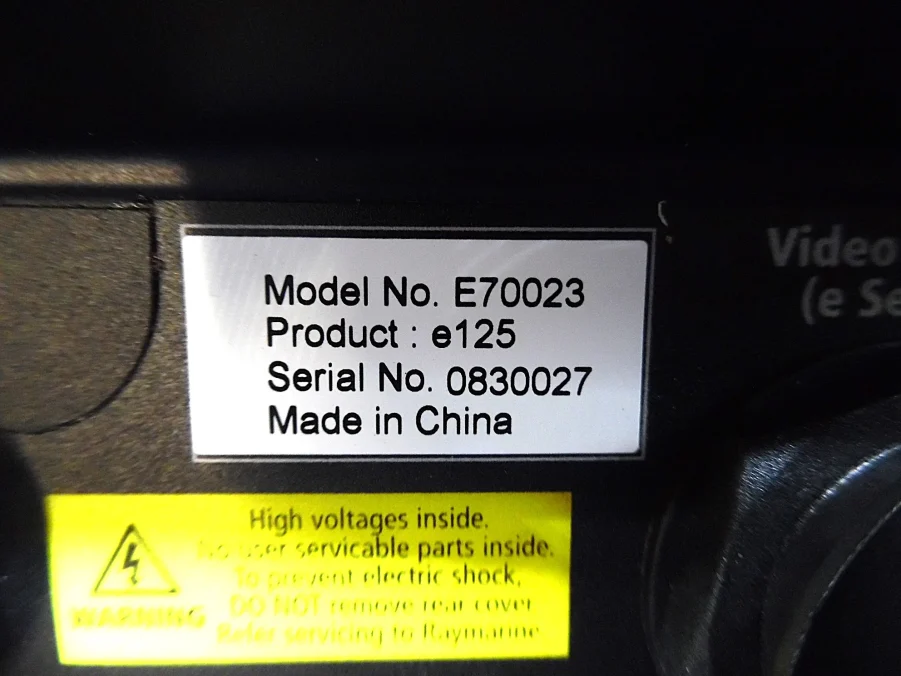 Video
(e Se
Model No. E70023
Product : e125
Serial No. 0830027
Made in China
High voltages inside.
No user servicable parts inside.
To prevent electric shock,
DO NOT remove rear cover
Refer servicing to Raymarine
WARNING